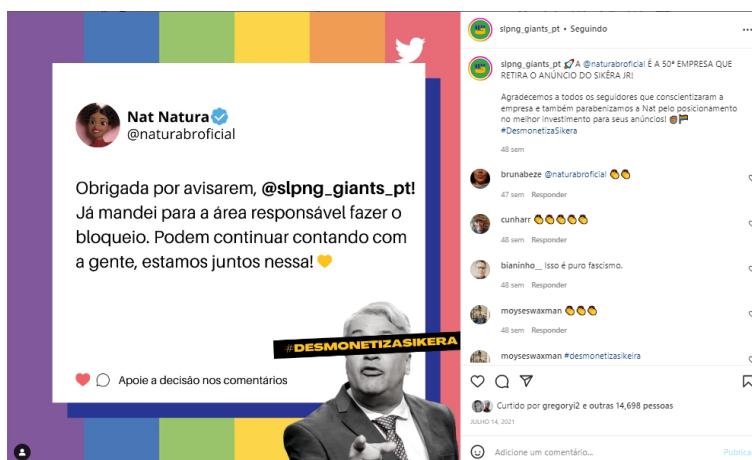 Nat Natura
@naturabroficial
Obrigada por avisarem, @slpng_giants_pt!
Já mandei para a área responsável fazer o
bloqueio. Podem continuar contando com
a gente, estamos juntos nessa!
#DESMONETIZASIKERA
Apoie a decisão nos comentários
slpng_giants_pt • Seguindo
slpng_giants_pt A @naturabroficial É A 50ª EMPRESA QUE
RETIRA O ANÚNCIO DO SIKÊRA JR!
Agradecemos a todos os seguidores que conscientizaram a
empresa e também parabenizamos a Nat pelo posicionamento
no melhor investimento para seus anúncios!
#DesmonetizaSikera
48 sem
brunabeze @naturabroficial
47 sem Responder
cunharr
48 sem Responder
bianinho__ Isso é puro fascismo.
48 sem Responder
moyseswaxman
48 sem Responder
moyseswaxman #desmonetizasikeira
Curtido por gregoryi2 e outras 14,698 pessoas
JULHO 14, 2021
Adicione um comentário...
Publicar